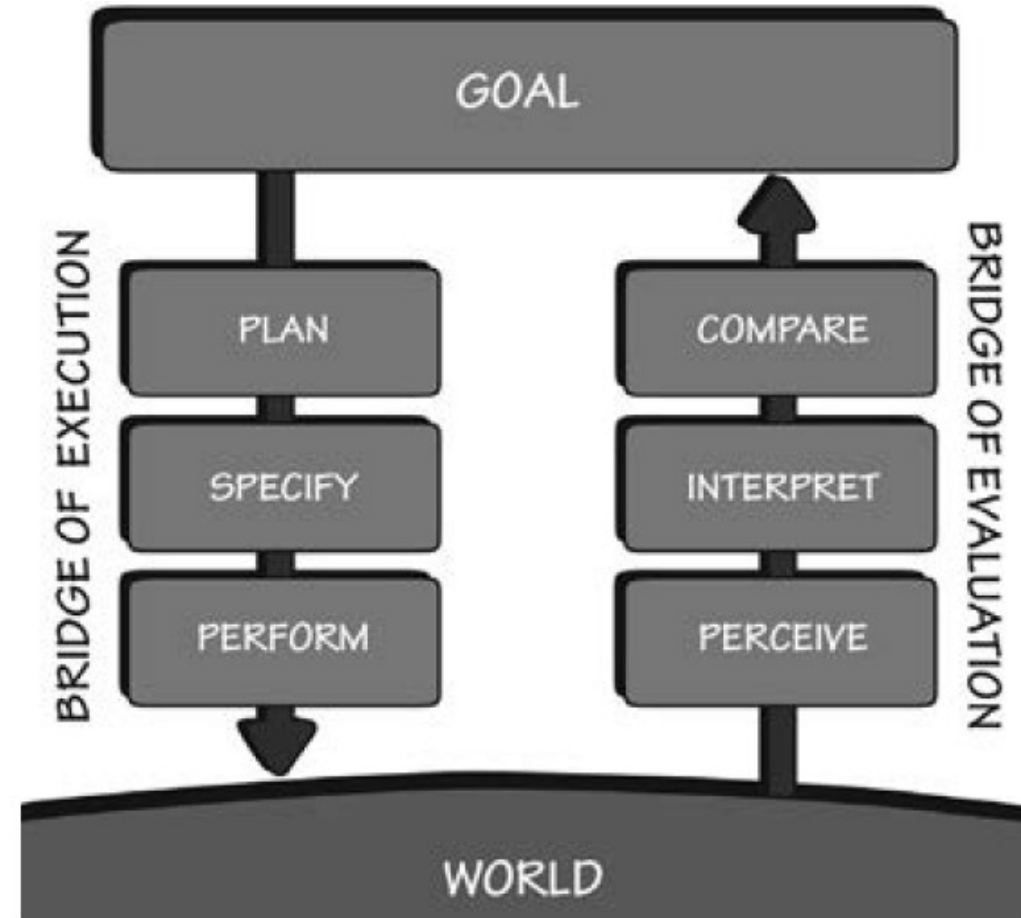 GOAL
BRIDGE OF EXECUTION
PLAN
SPECIFY
PERFORM
COMPARE
INTERPRET
PERCEIVE
BRIDGE OF EVALUATION
WORLD